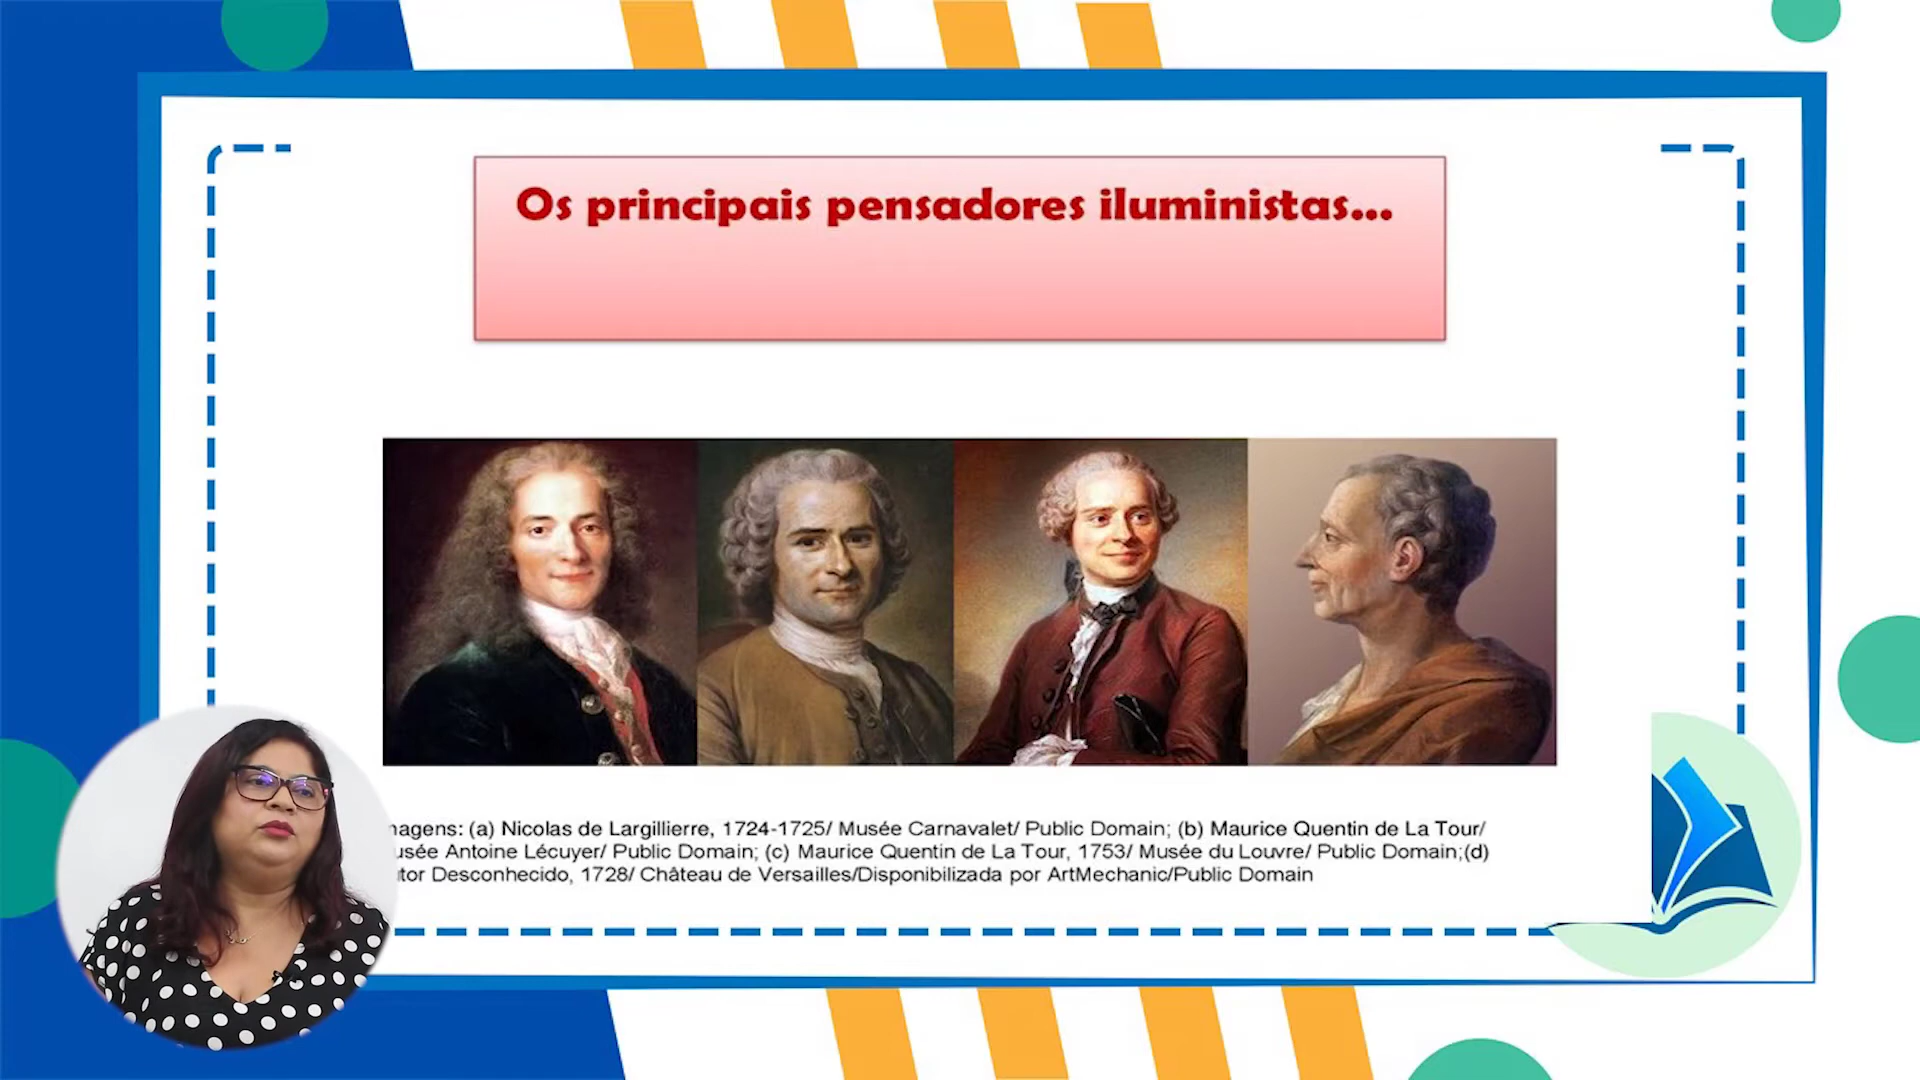 Os principais pensadores iluministas...
magens: (a) Nicolas de Largillierre, 1724-1725/ Musée Carnavalet/ Public Domain; (b) Maurice Quentin de La Tour/
usée Antoine Lécuyer/ Public Domain; (c) Maurice Quentin de La Tour, 1753/ Musée du Louvre/ Public Domain;(d)
tor Desconhecido, 1728/ Château de Versailles/Disponibilizada por ArtMechanic/Public Domain